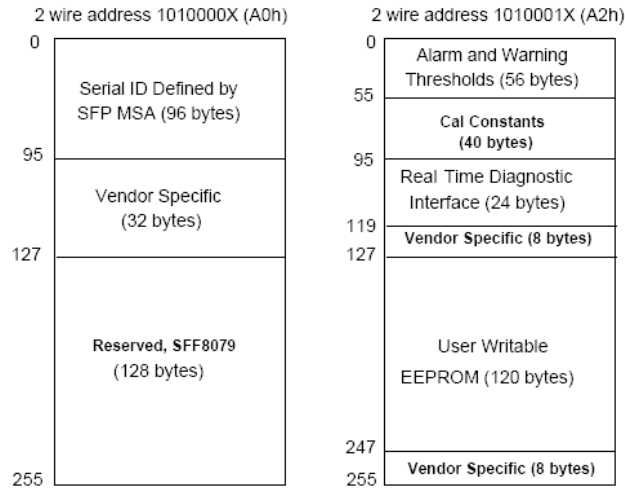 2 wire address 1010000X (A0h)
0
Serial ID Defined by
SFP MSA (96 bytes)
95
Vendor Specific
(32 bytes)
127
Reserved, SFF8079
(128 bytes)
255
2 wire address 1010001X (A2h)
0
Alarm and Warning
Thresholds (56 bytes)
55
Cal Constants
(40 bytes)
95
Real Time Diagnostic
Interface (24 bytes)
119
Vendor Specific (8 bytes)
127
User Writable
EEPROM (120 bytes)
247
Vendor Specific (8 bytes)
255